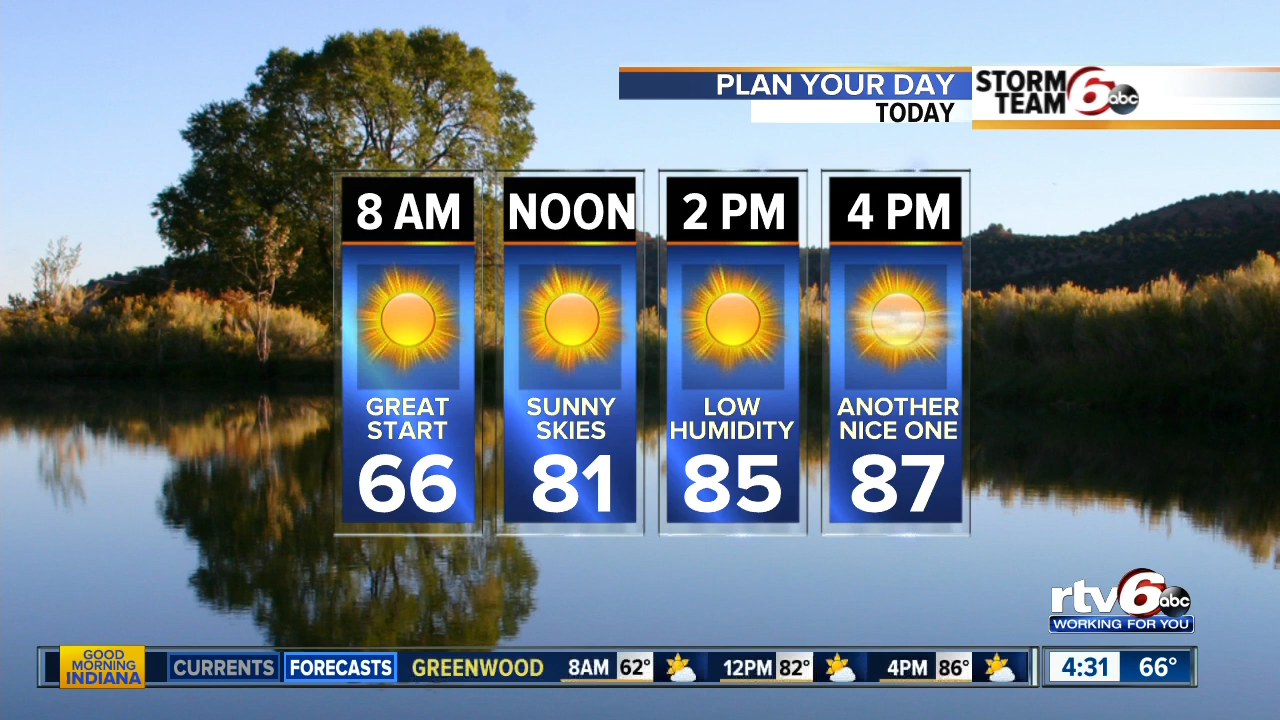 PLAN YOUR DAY
TODAY
STORM
TEAM 6 abc
8 AM
GREAT
START
66
NOON
SUNNY
SKIES
81
2 PM
LOW
HUMIDITY
85
4 PM
ANOTHER
NICE ONE
87
rtv6 abc
WORKING FOR YOU
GOOD
MORNING
INDIANA
CURRENTS FORECASTS GREENWOOD 8AM 62° 12PM 82° 4PM 86°
4:31 66°